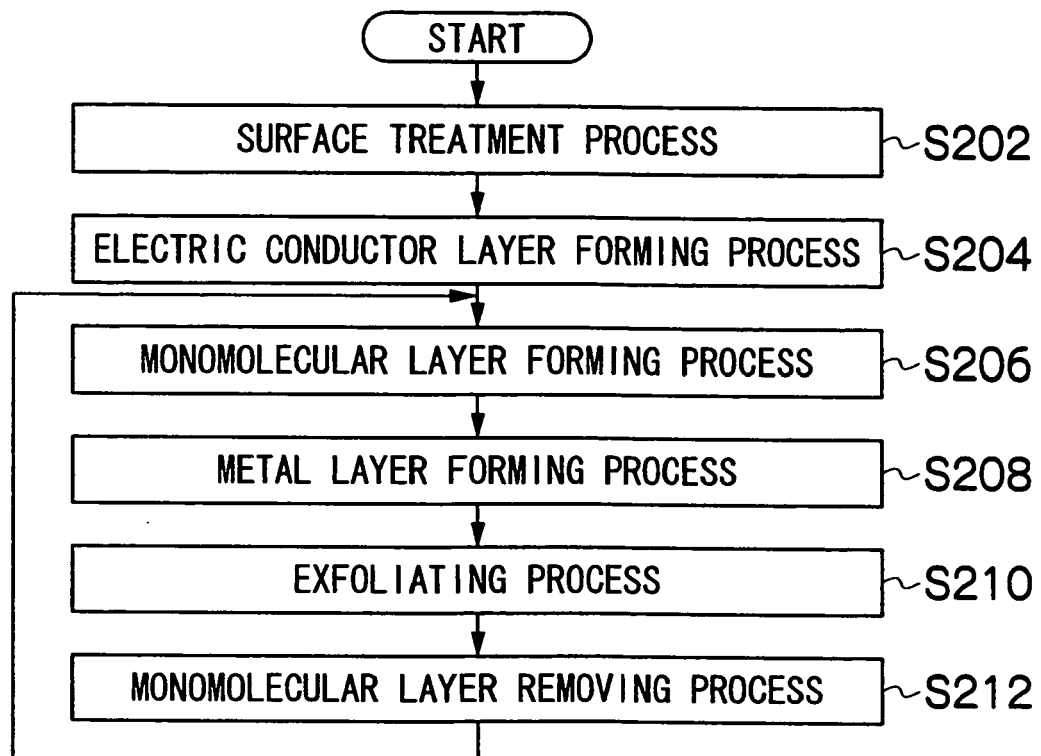 START
SURFACE TREATMENT PROCESS S202
ELECTRIC CONDUCTOR LAYER FORMING PROCESS S204
MONOMOLECULAR LAYER FORMING PROCESS S206
METAL LAYER FORMING PROCESS S208
EXFOLIATING PROCESS S210
MONOMOLECULAR LAYER REMOVING PROCESS S212